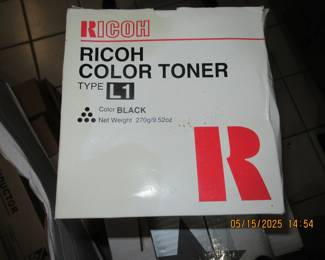 RICOH
RICOH
COLOR TONER
TYPE L1
Color BLACK
Net Weight 270g/9.52oz
R
05/15/2025 14:54